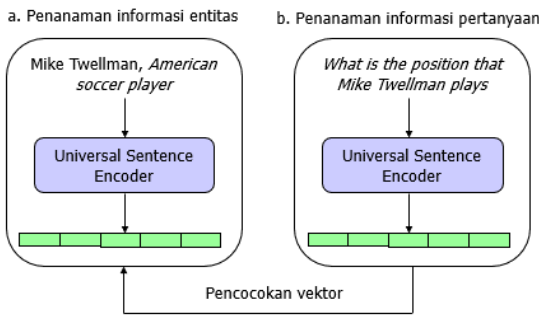 a. Penanaman informasi entitas
Mike Twellman, American
soccer player
Universal Sentence
Encoder
b. Penanaman informasi pertanyaan
What is the position that
Mike Twellman plays
Universal Sentence
Encoder
Pencocokan vektor